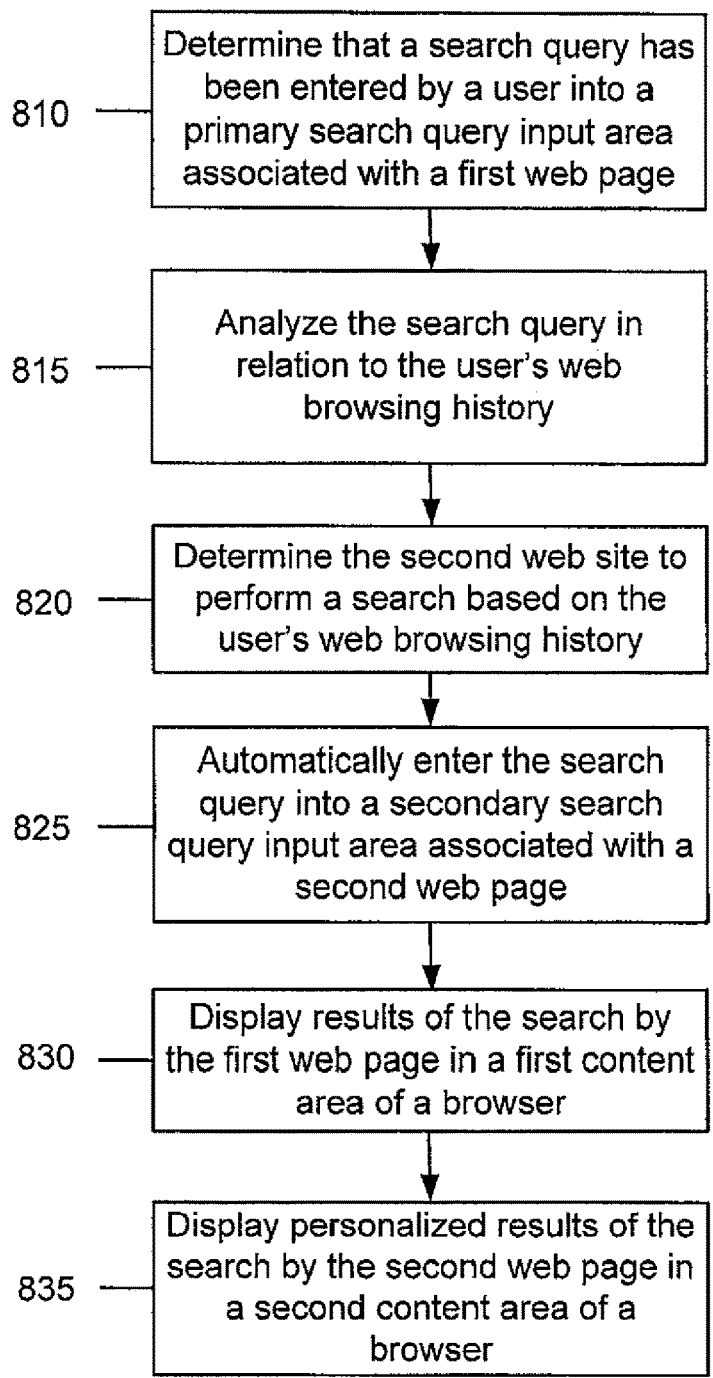 Determine that a search query has
been entered by a user into a
810
primary search query input area
associated with a first web page
Analyze the search query in
815
relation to the user's web
browsing history
Determine the second web site to
820
perform a search based on the
user's web browsing history
Automatically enter the search
query into a secondary search
825
query input area associated with a
second web page
Display results of the search by
830
the first web page in a first content
area of a browser
Display personalized results of the
search by the second web page in
835
a second content area of a
browser